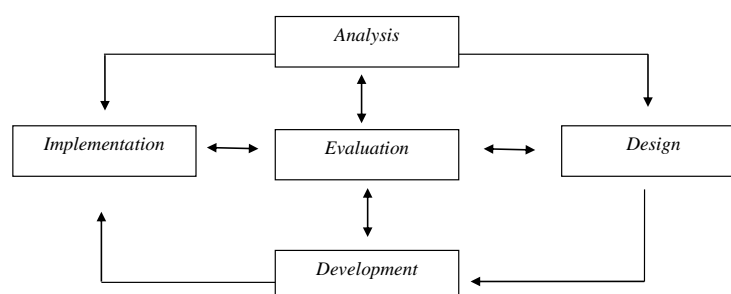 Analysis
Implementation
Evaluation
Design
Development